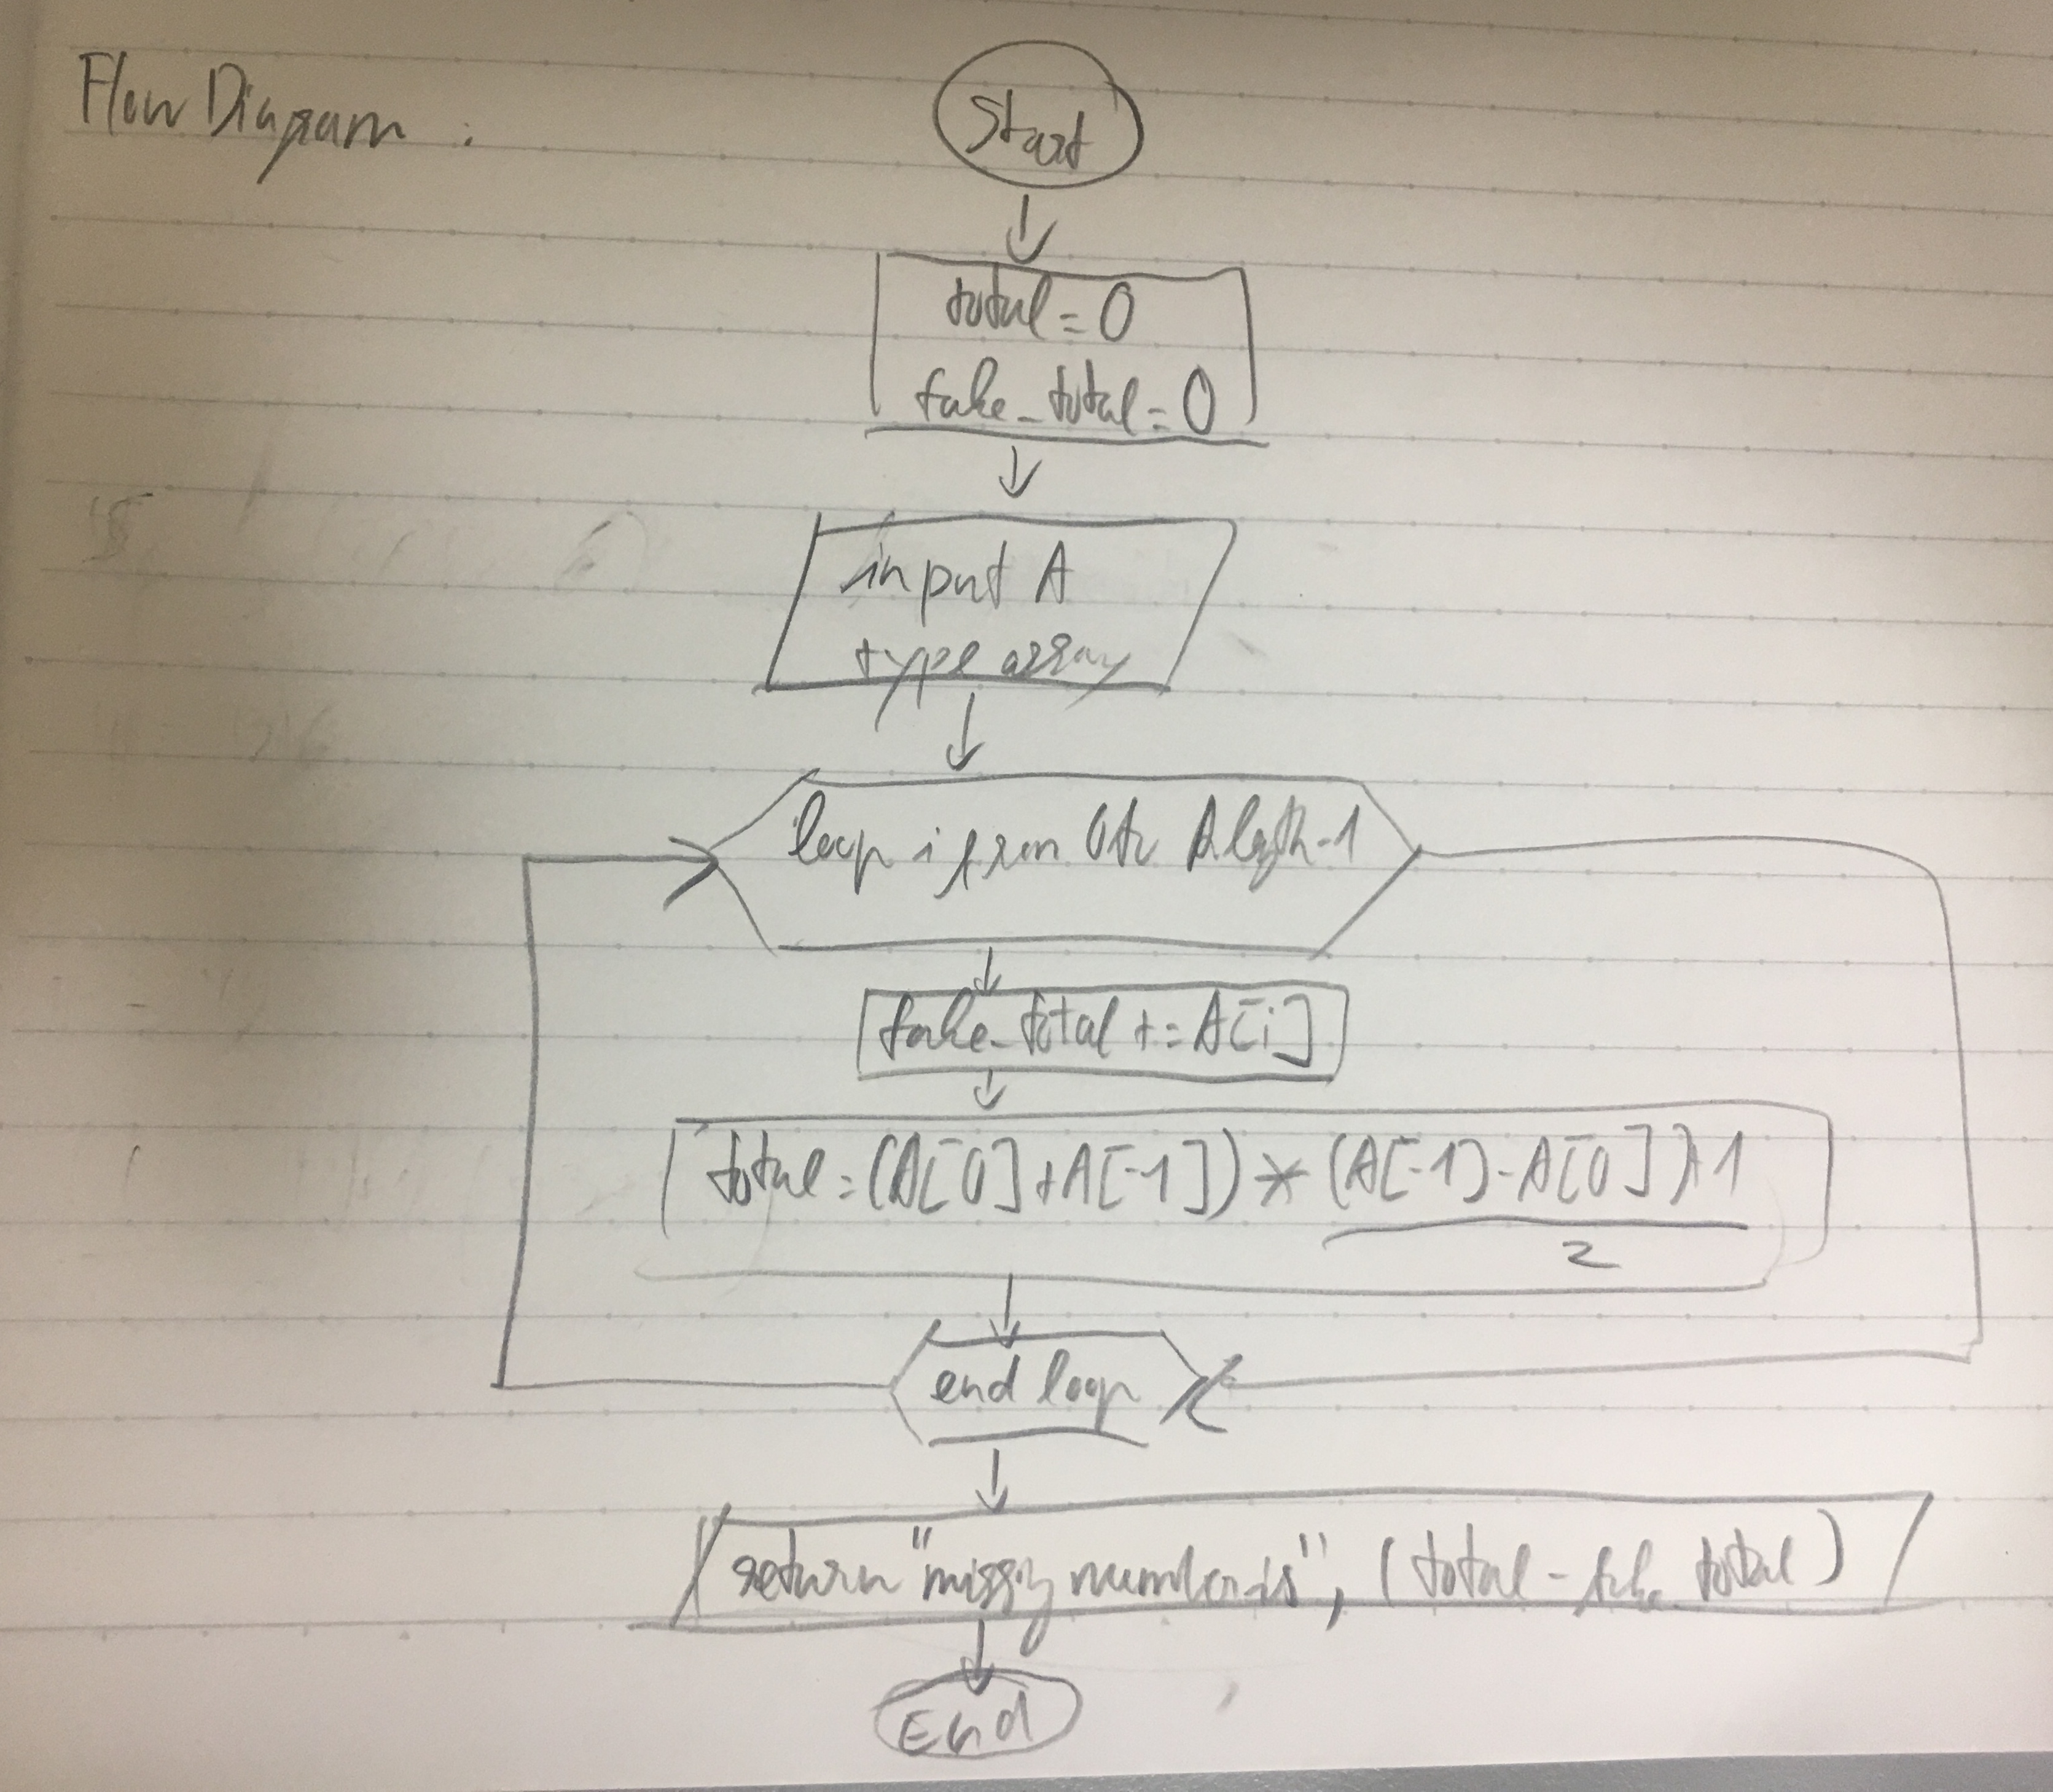 Flow Diagram :
Start
total = 0
fake_total = 0
input A
type array
loop i from 0 to A.length-1
fake_total += A[i]
total = (A[0]+A[-1]) * (A[-1]-A[0])+1
2
end loop
return "missing number is", (total - fake_total)
End